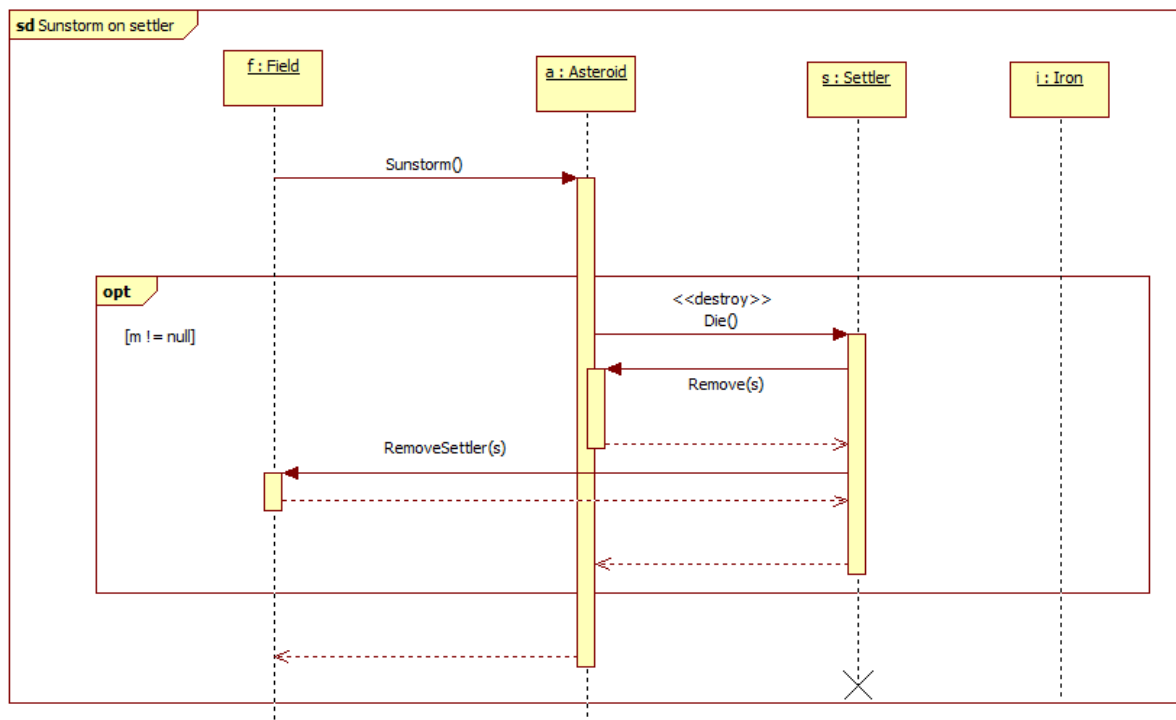 sd Sunstorm on settler
f : Field
a : Asteroid
s : Settler
i : Iron
Sunstorm()
opt
[m != null]
<<destroy>>
Die()
Remove(s)
RemoveSettler(s)